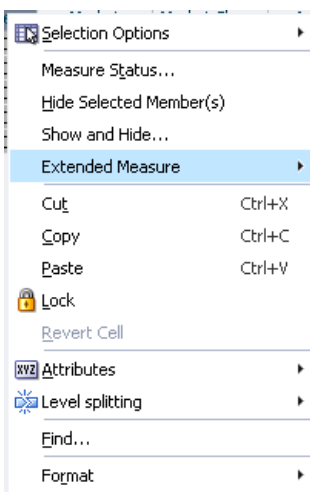 Selection Options
Measure Status...
Hide Selected Member(s)
Show and Hide...
Extended Measure
Cut Ctrl+X
Copy Ctrl+C
Paste Ctrl+V
Lock
Revert Cell
XYZ Attributes
Level splitting
Find...
Format